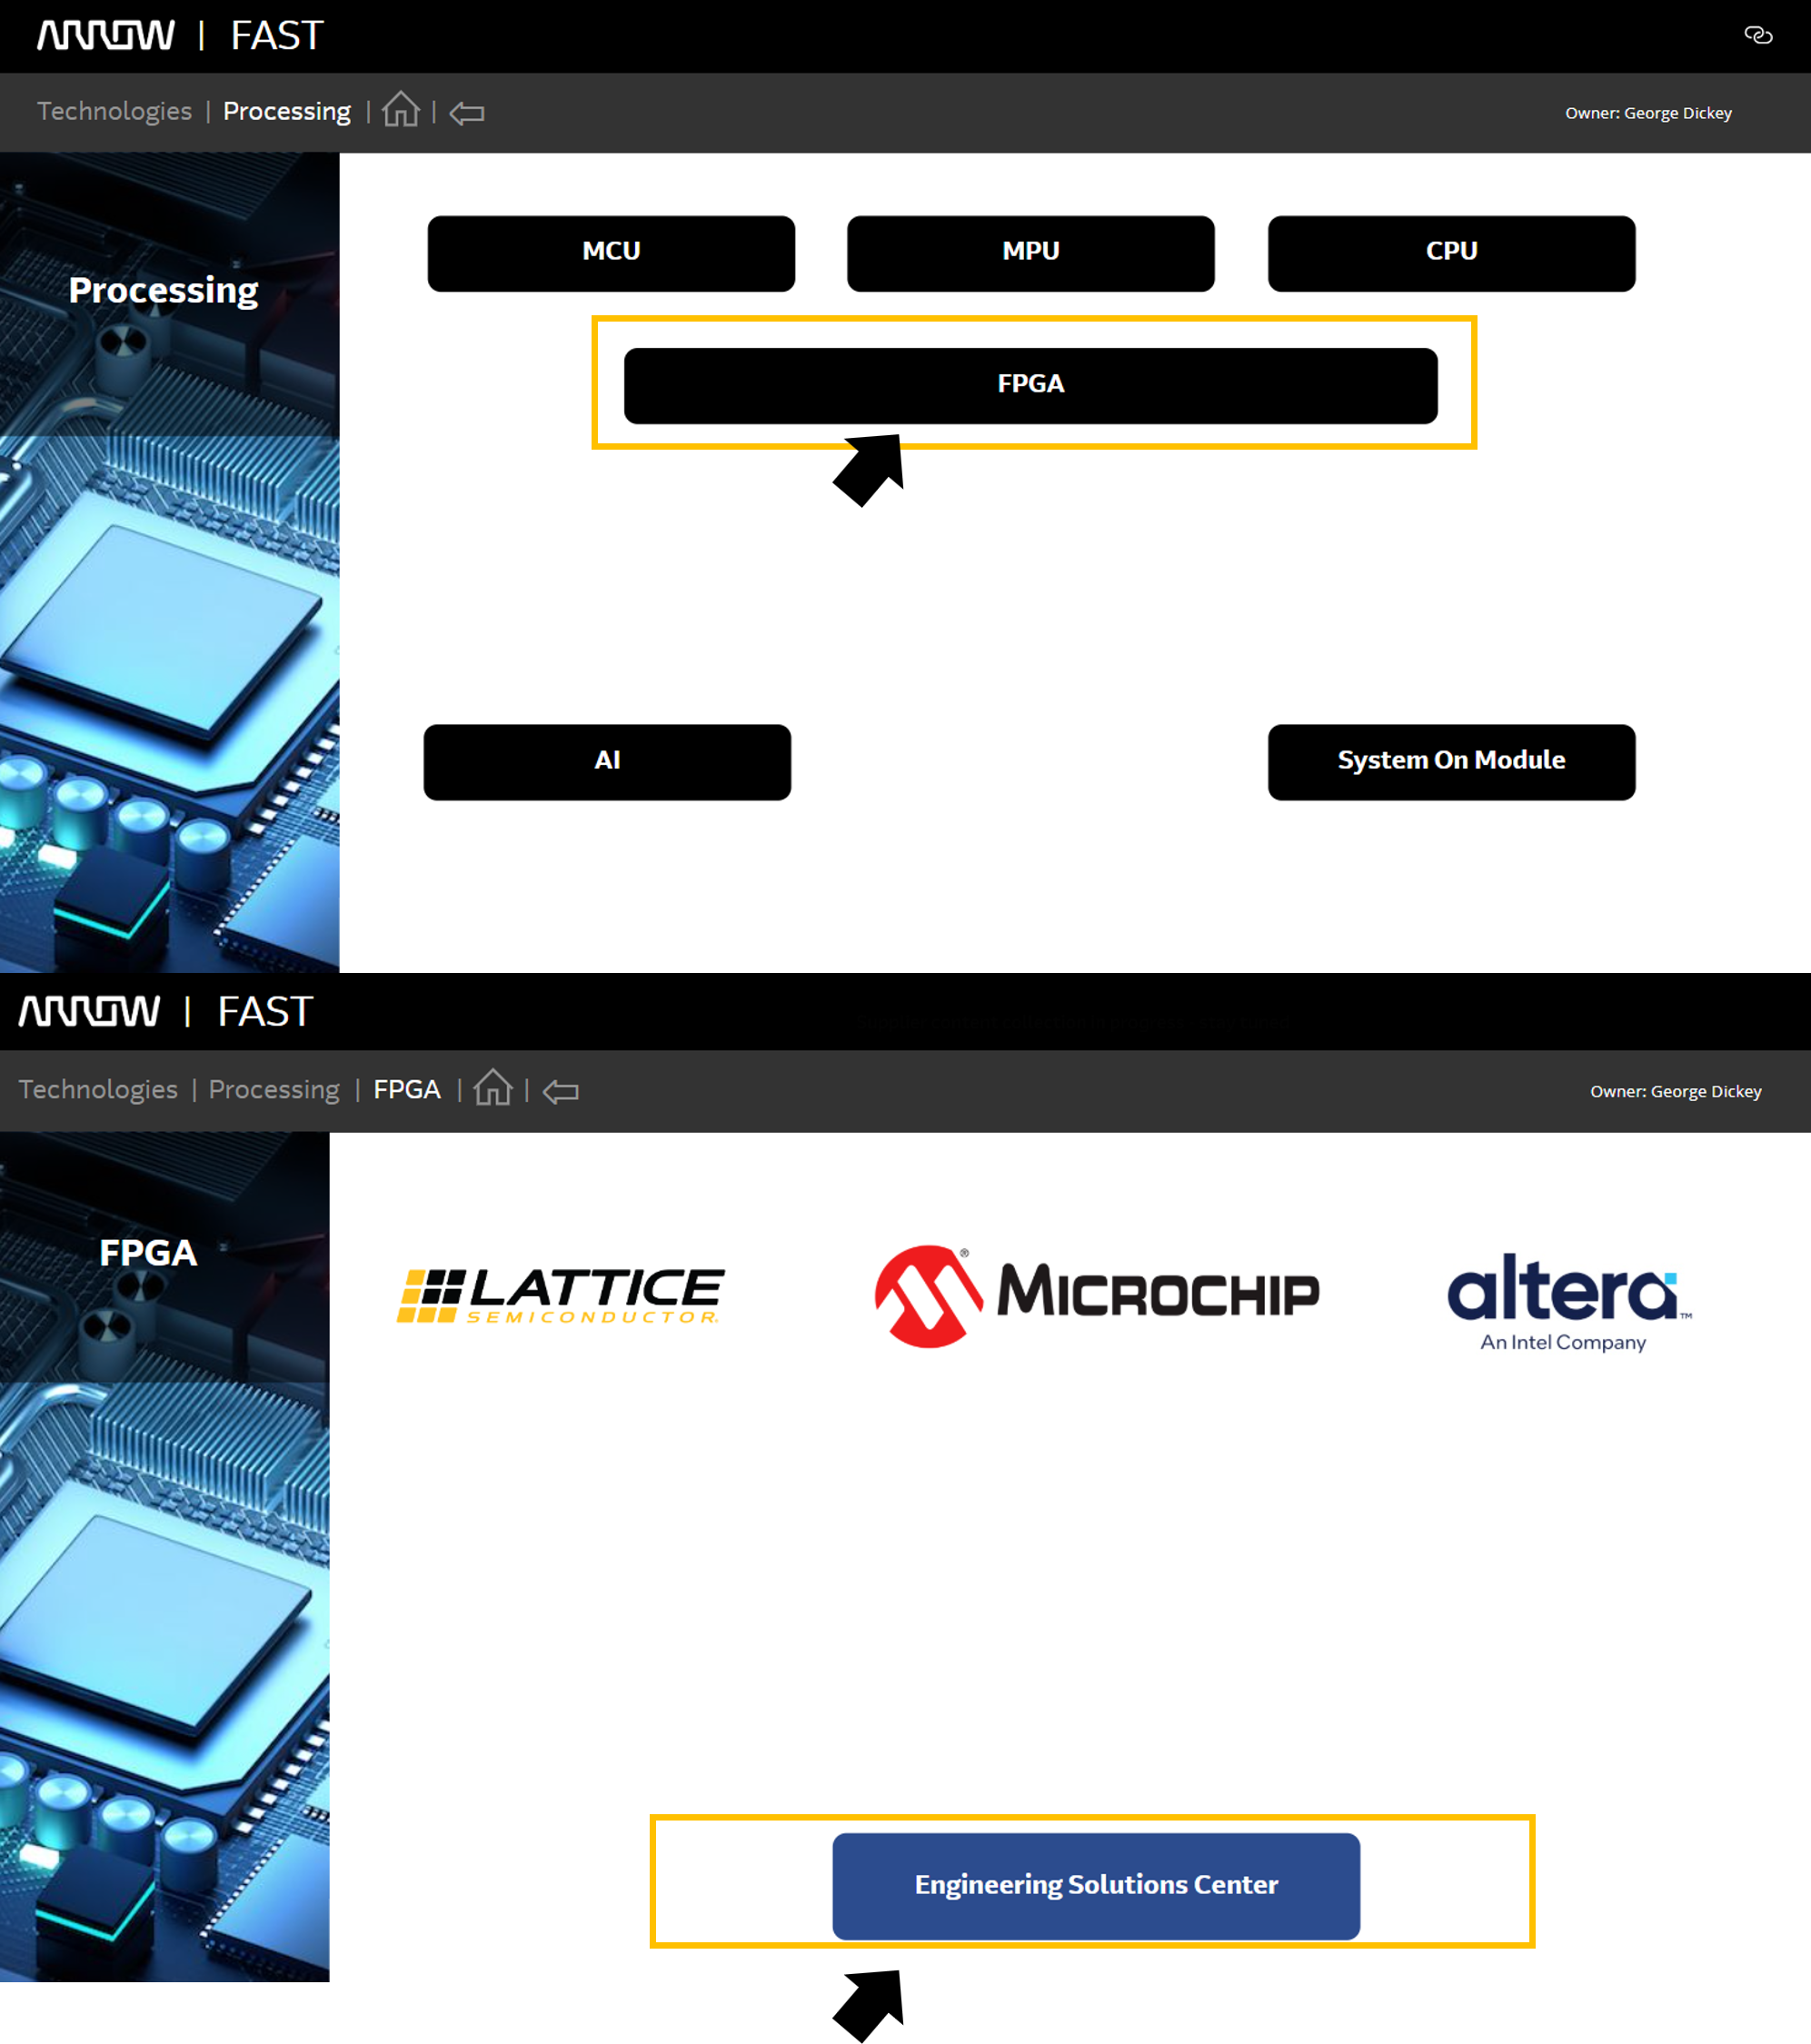 ARROW | FAST
Technologies | Processing | |
Owner: George Dickey
Processing
MCU
MPU
CPU
FPGA
AI
System On Module
ARROW | FAST
Technologies | Processing | FPGA | |
Owner: George Dickey
FPGA
LATTICE
SEMICONDUCTOR.
MICROCHIP ®
altera™
An Intel Company
Engineering Solutions Center